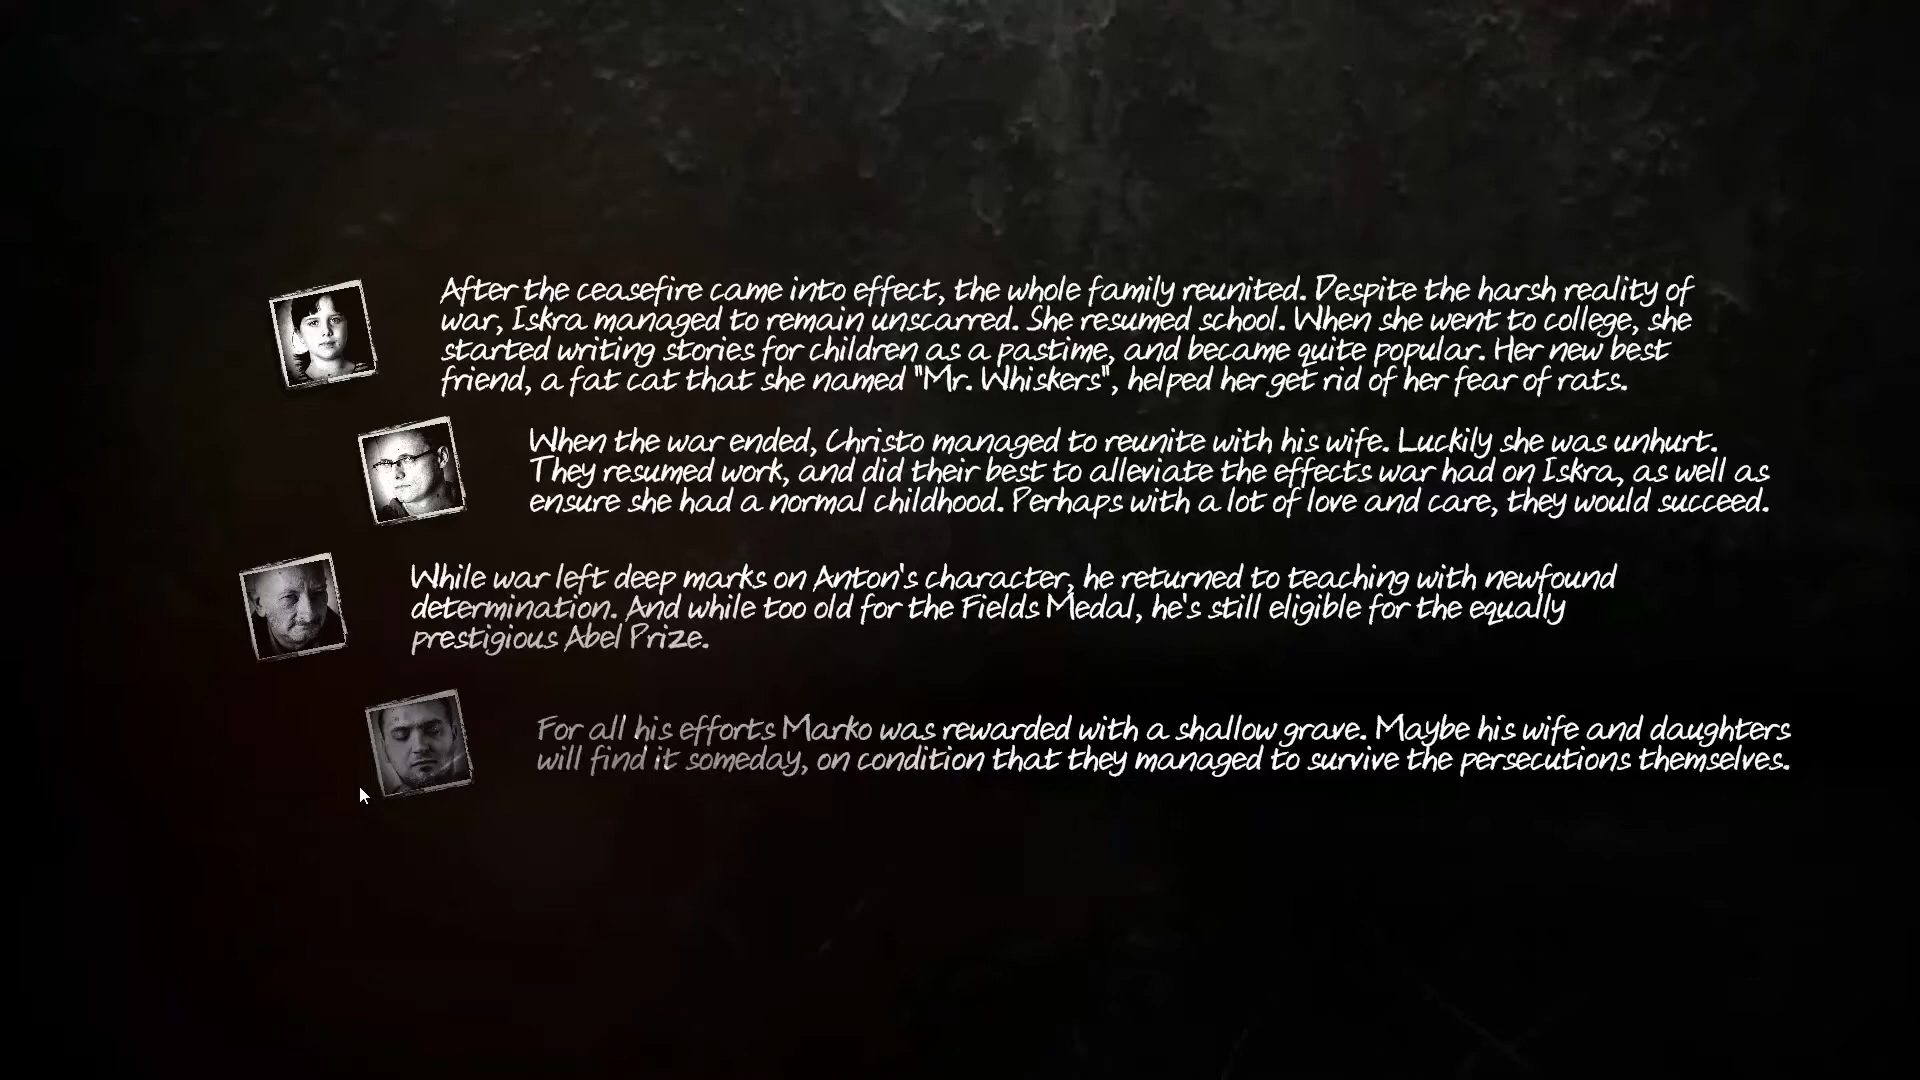 After the ceasefire came into effect, the whole family reunited. Despite the harsh reality of
war, Iskra managed to remain unscarred. She resumed school. When she went to college, she
started writing stories for children as a pastime, and became quite popular. Her new best
friend, a fat cat that she named "Mr. Whiskers", helped her get rid of her fear of rats.
When the war ended, Christo managed to reunite with his wife. Luckily she was unhurt.
They resumed work, and did their best to alleviate the effects war had on Iskra, as well as
ensure she had a normal childhood. Perhaps with a lot of love and care, they would succeed.
While war left deep marks on Anton's character, he returned to teaching with newfound
determination. And while too old for the Fields Medal, he's still eligible for the equally
prestigious Abel Prize.
For all his efforts Marko was rewarded with a shallow grave. Maybe his wife and daughters
will find it someday, on condition that they managed to survive the persecutions themselves.